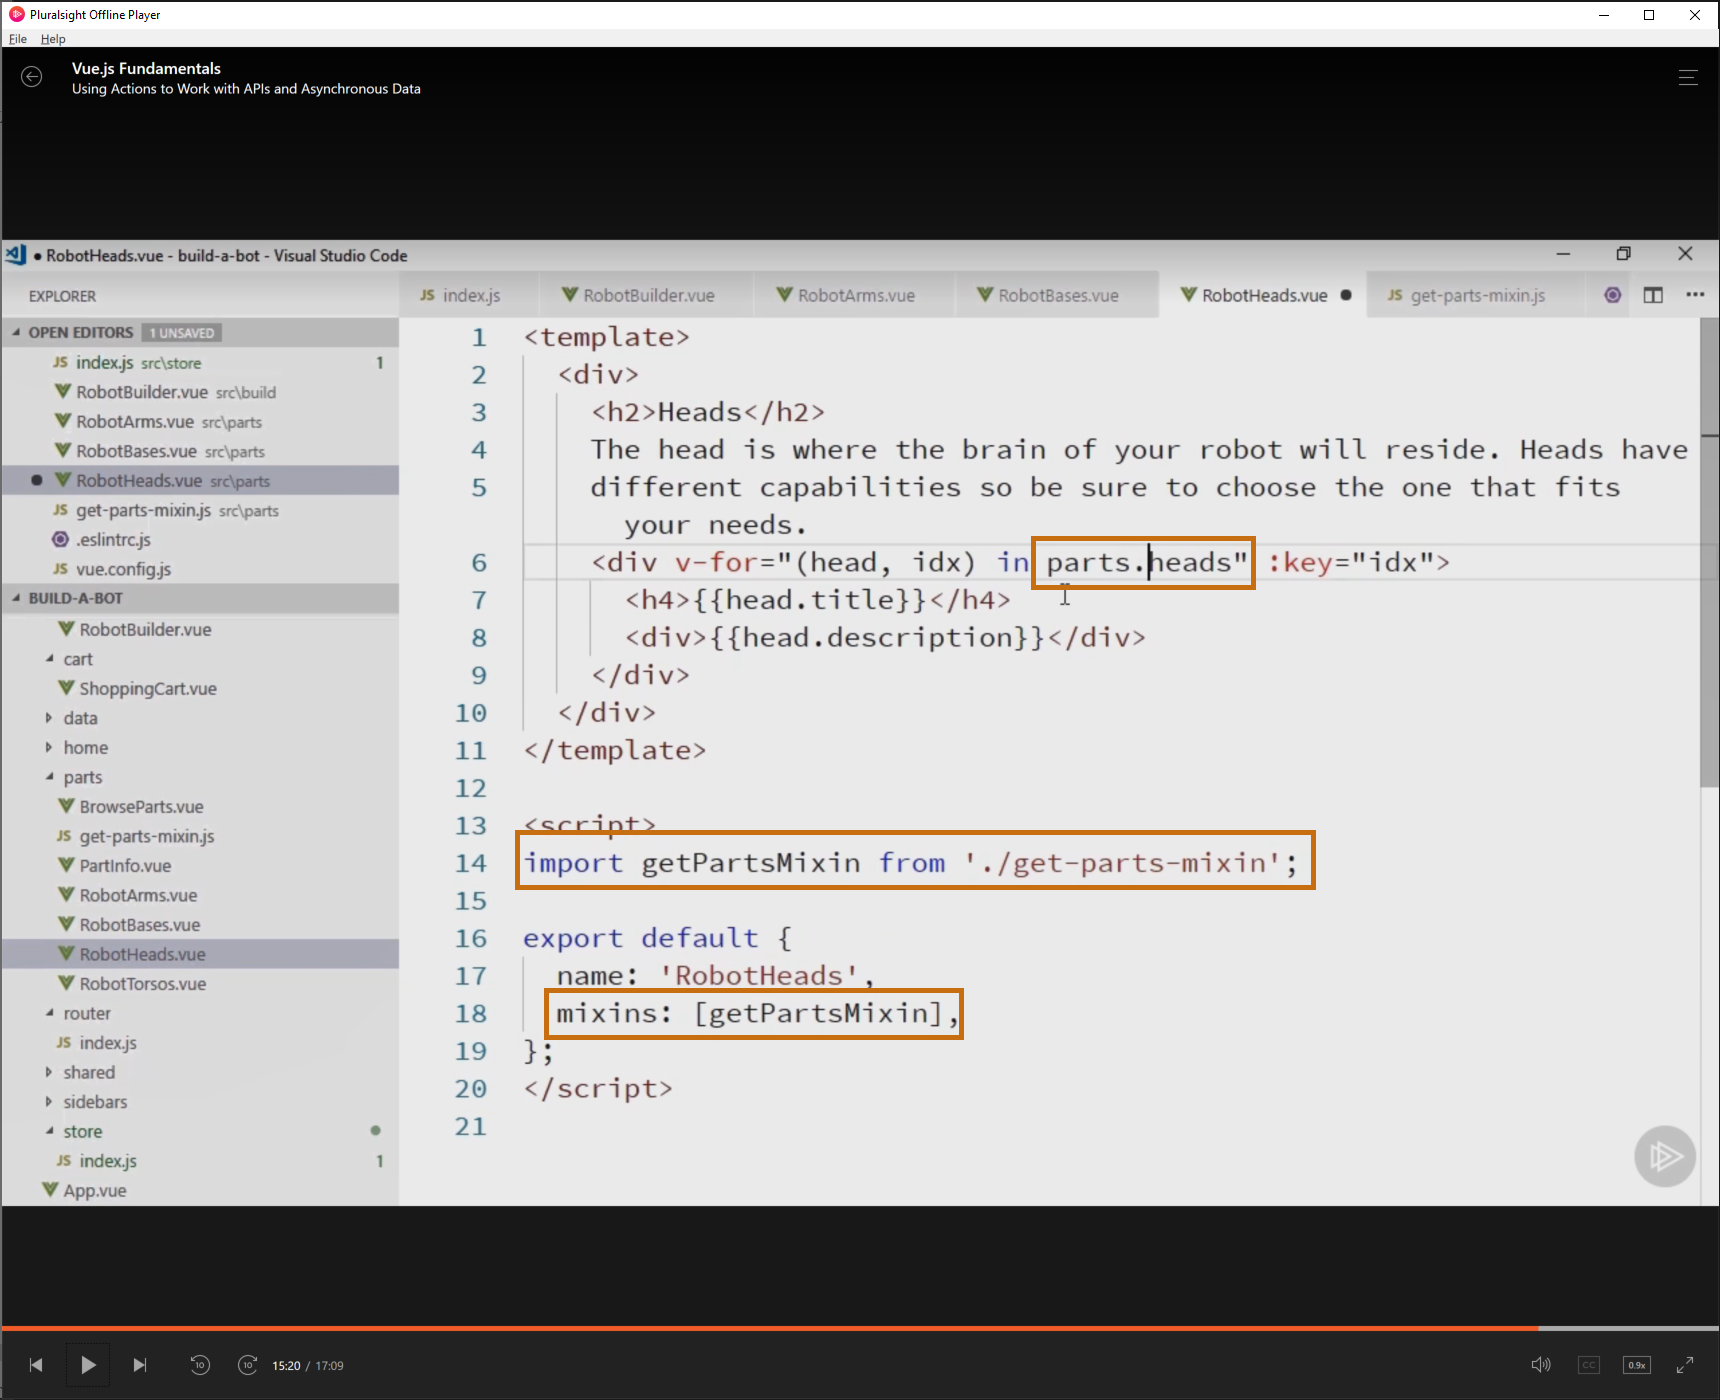 Pluralsight Offline Player
File Help
Vue.js Fundamentals
Using Actions to Work with APIs and Asynchronous Data
● RobotHeads.vue - build-a-bot - Visual Studio Code
EXPLORER
JS index.js RobotBuilder.vue RobotArms.vue RobotBases.vue RobotHeads.vue ● JS get-parts-mixin.js
OPEN EDITORS 1 UNSAVED
JS index.js src\store 1
RobotBuilder.vue src\build
RobotArms.vue src\parts
RobotBases.vue src\parts
● RobotHeads.vue src\parts
JS get-parts-mixin.js src\parts
.eslintrc.js
JS vue.config.js
BUILD-A-BOT
RobotBuilder.vue
cart
ShoppingCart.vue
data
home
parts
BrowseParts.vue
JS get-parts-mixin.js
PartInfo.vue
RobotArms.vue
RobotBases.vue
RobotHeads.vue
RobotTorsos.vue
router
JS index.js
shared
sidebars
store
JS index.js 1
App.vue
1 <template>
2 <div>
3 <h2>Heads</h2>
4 The head is where the brain of your robot will reside. Heads have
5 different capabilities so be sure to choose the one that fits
your needs.
6 <div v-for="(head, idx) in parts.heads" :key="idx">
7 <h4>{{head.title}}</h4>
8 <div>{{head.description}}</div>
9 </div>
10 </div>
11 </template>
12
13 <script>
14 import getPartsMixin from './get-parts-mixin';
15
16 export default {
17 name: 'RobotHeads',
18 mixins: [getPartsMixin],
19 };
20 </script>
21
10 10 15:20 / 17:09 CC 0.9x